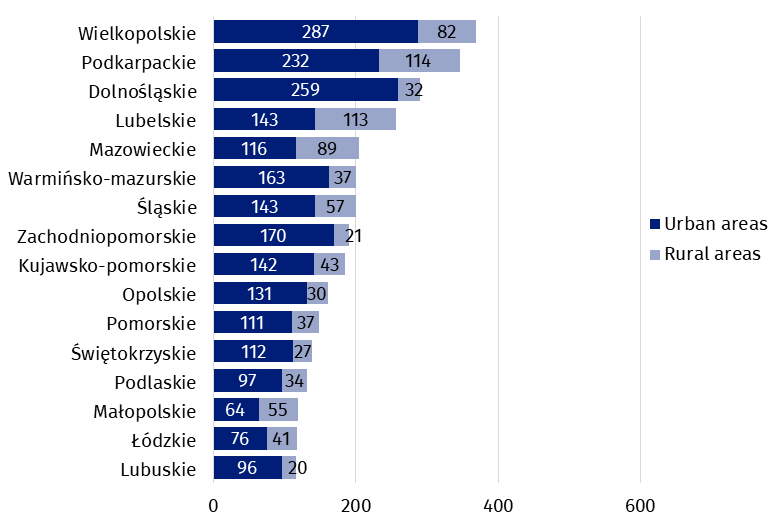 Wielkopolskie 287 82
Podkarpackie 232 114
Dolnośląskie 259 32
Lubelskie 143 113
Mazowieckie 116 89
Warmińsko-mazurskie 163 37
Śląskie 143 57
Zachodniopomorskie 170 21
Kujawsko-pomorskie 142 43
Opolskie 131 30
Pomorskie 111 37
Świętokrzyskie 112 27
Podlaskie 97 34
Małopolskie 64 55
Łódzkie 76 41
Lubuskie 96 20
0 200 400 600
Urban areas
Rural areas